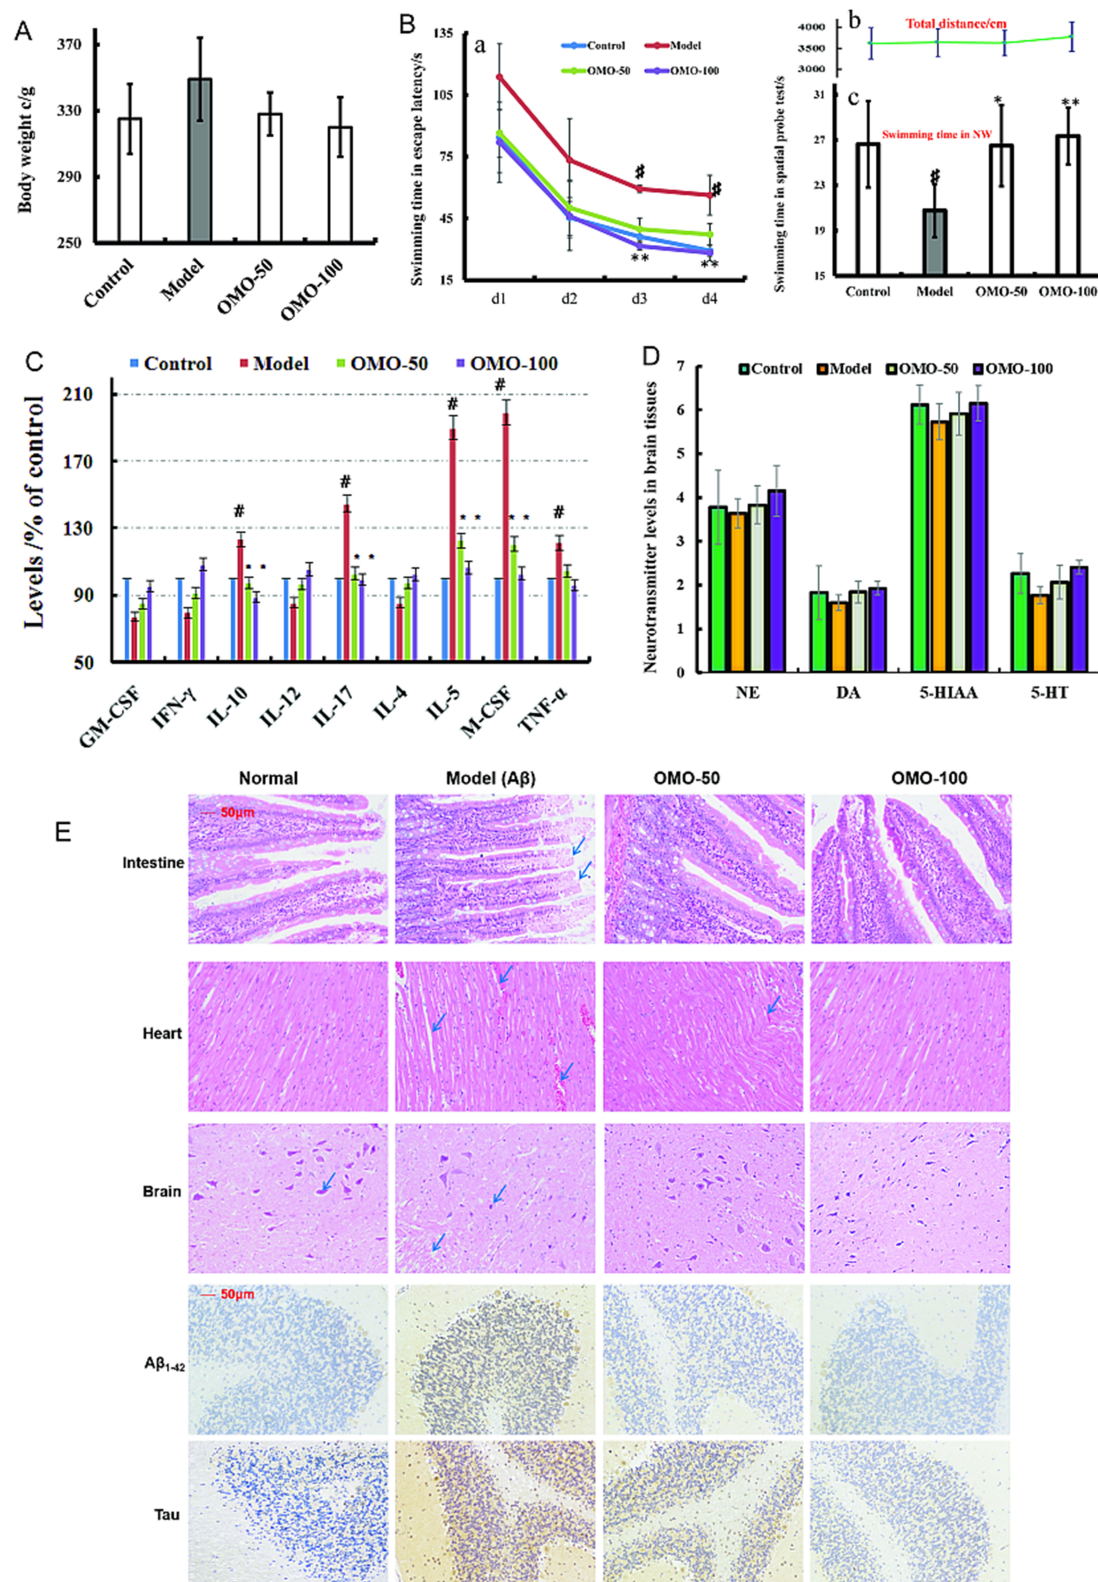 A
Body weight c/g
370
330
290
250
Control
Model
OMO-50
OMO-100
B
a
Swimming time in escape latency/s
135
105
75
45
15
Control
Model
OMO-50
OMO-100
#
#
**
**
d1
d2
d3
d4
b
Total distance/cm
4000
3500
3000
c
Swimming time in spatial probe test/s
31
27
23
19
15
Swimming time in NW
#
*
**
Control
Model
OMO-50
OMO-100
C
Control
Model
OMO-50
OMO-100
Levels /% of control
210
170
130
90
50
#
* *
#
* *
#
* *
#
* *
#
GM-CSF
IFN-γ
IL-10
IL-12
IL-17
IL-4
IL-5
M-CSF
TNF-α
D
Control
Model
OMO-50
OMO-100
Neurotransmitter levels in brain tissues
7
6
5
4
3
2
1
0
NE
DA
5-HIAA
5-HT
E
Normal
Model (Aβ)
OMO-50
OMO-100
50μm
Intestine
Heart
Brain
50μm
Aβ1-42
Tau